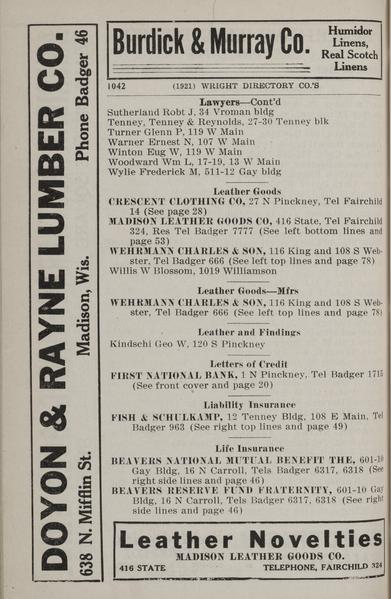 DOYON & RAYNE LUMBER CO.
638 N. Mifflin St. Madison, Wis. Phone Badger 46
Burdick & Murray Co.
Humidor
Linens,
Real Scotch
Linens
1042 (1921) WRIGHT DIRECTORY CO.'S
Lawyers—Cont'd
Sutherland Robt J, 34 Vroman bldg
Tenney, Tenney & Reynolds, 27-30 Tenney blk
Turner Glenn P, 119 W Main
Warner Ernest N, 107 W Main
Winton Eug W, 119 W Main
Woodward Wm L, 17-19, 13 W Main
Wylie Frederick M, 511-12 Gay bldg
Leather Goods
CRESCENT CLOTHING CO, 27 N Pinckney, Tel Fairchild
14 (See page 28)
MADISON LEATHER GOODS CO, 416 State, Tel Fairchild
324, Res Tel Badger 7777 (See left bottom lines and
page 53)
WEHRMANN CHARLES & SON, 116 King and 108 S Web-
ster, Tel Badger 666 (See left top lines and page 78)
Willis W Blossom, 1019 Williamson
Leather Goods—Mfrs
WEHRMANN CHARLES & SON, 116 King and 108 S Web-
ster, Tel Badger 666 (See left top lines and page 78)
Leather and Findings
Kindschi Geo W, 120 S Pinckney
Letters of Credit
FIRST NATIONAL BANK, 1 N Pinckney, Tel Badger 1715
(See front cover and page 20)
Liability Insurance
FISH & SCHULKAMP, 12 Tenney Bldg, 108 E Main, Tel
Badger 963 (See right top lines and page 49)
Life Insurance
BEAVERS NATIONAL MUTUAL BENEFIT THE, 601-10
Gay Bldg, 16 N Carroll, Tels Badger 6317, 6318 (See
right side lines and page 46)
BEAVERS RESERVE FUND FRATERNITY, 601-10 Gay
Bldg, 16 N Carroll, Tels Badger 6317, 6318 (See right
side lines and page 46)
Leather Novelties
MADISON LEATHER GOODS CO.
416 STATE TELEPHONE, FAIRCHILD 324